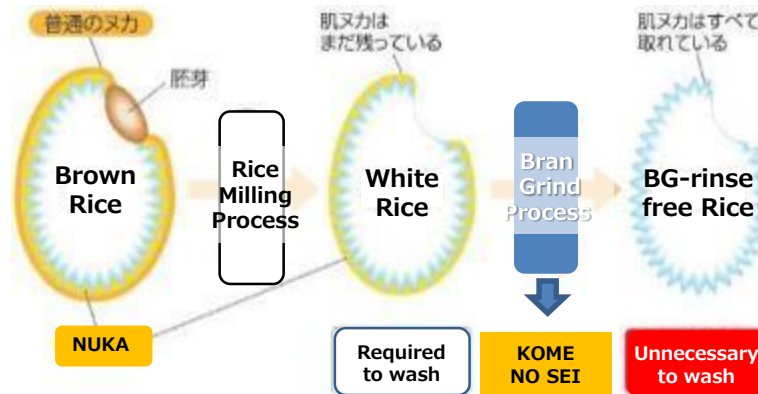 普通のヌカ
胚芽
肌ヌカは
まだ残っている
肌ヌカはすべて
取れている
Brown
Rice
Rice
Milling
Process
White
Rice
Bran
Grind
Process
BG-rinse
free Rice
NUKA
Required
to wash
KOME
NO SEI
Unnecessary
to wash